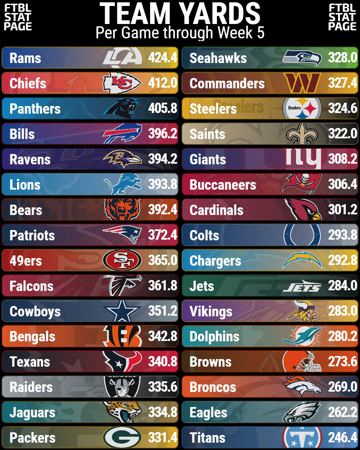 FTBL
STAT
PAGE
TEAM YARDS
Per Game through Week 5
FTBL
STAT
PAGE
Rams 424.4
Chiefs 412.0
Panthers 405.8
Bills 396.2
Ravens 394.2
Lions 393.8
Bears 392.4
Patriots 372.4
49ers SF 365.0
Falcons 361.8
Cowboys 351.2
Bengals 342.8
Texans 340.8
Raiders 335.6
Jaguars 334.8
Packers G 331.4
Seahawks 328.0
Commanders W 327.4
Steelers Steelers 324.6
Saints 322.0
Giants ny 308.2
Buccaneers 306.4
Cardinals 301.2
Colts 293.8
Chargers 292.8
Jets JETS 284.0
Vikings 283.0
Dolphins 280.2
Browns 273.6
Broncos 269.0
Eagles 262.2
Titans 246.4